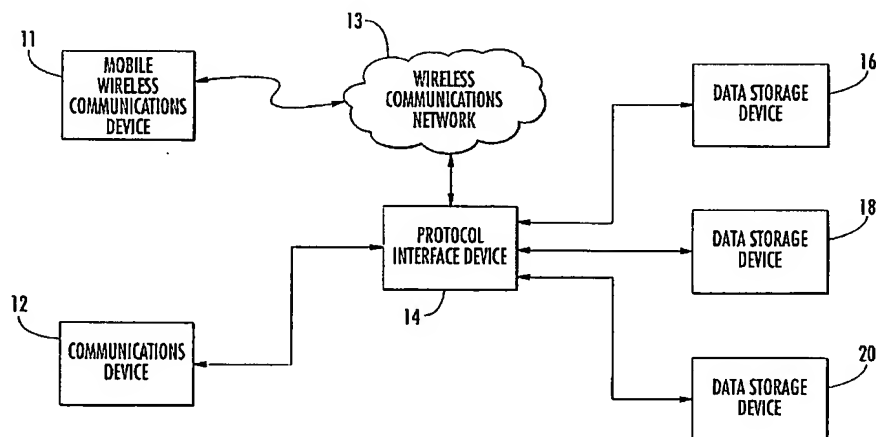 11
MOBILE
WIRELESS
COMMUNICATIONS
DEVICE
13
WIRELESS
COMMUNICATIONS
NETWORK
16
DATA STORAGE
DEVICE
PROTOCOL
INTERFACE DEVICE
14
18
DATA STORAGE
DEVICE
12
COMMUNICATIONS
DEVICE
20
DATA STORAGE
DEVICE